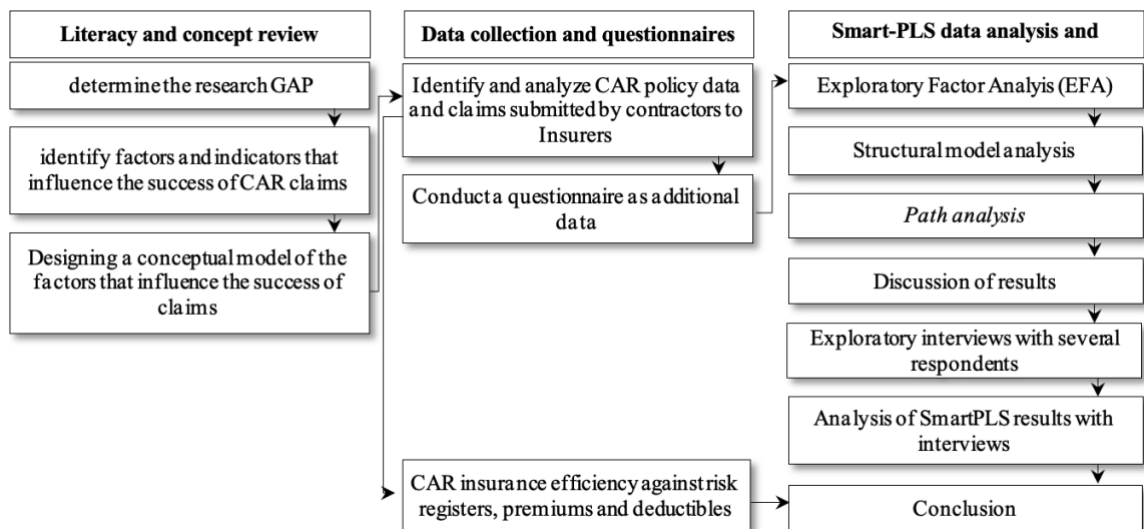 Literacy and concept review
determine the research GAP
identify factors and indicators that
influence the success of CAR claims
Designing a conceptual model of the
factors that influence the success of
claims
Data collection and questionnaires
Identify and analyze CAR policy data
and claims submitted by contractors to
Insurers
Conduct a questionnaire as additional
data
CAR insurance efficiency against risk
registers, premiums and deductibles
Smart-PLS data analysis and
Exploratory Factor Analyis (EFA)
Structural model analysis
Path analysis
Discussion of results
Exploratory interviews with several
respondents
Analysis of SmartPLS results with
interviews
Conclusion